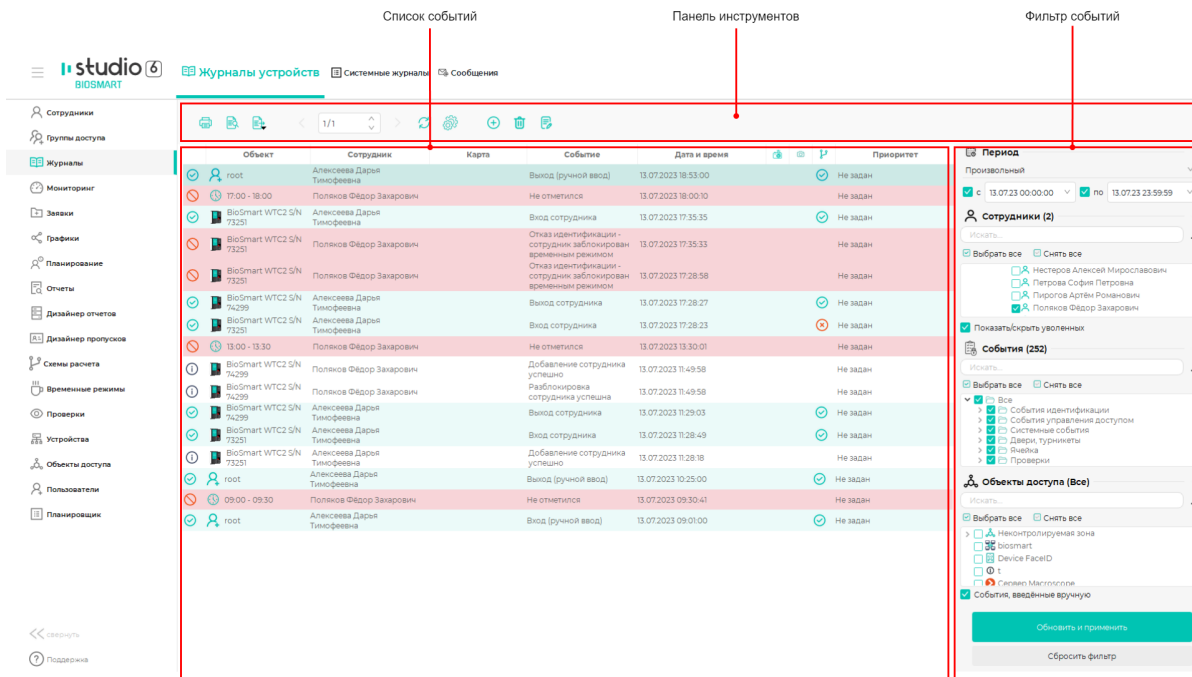 Список событий
Панель инструментов
Фильтр событий
studio 6
BIOSMART
Журналы устройств
Системные журналы
Сообщения
Сотрудники
Группы доступа
Журналы
Мониторинг
Заявки
Графики
Планирование
Отчеты
Дизайнер отчетов
Дизайнер пропусков
Схемы расчета
Временные режимы
Проверки
Устройства
Объекты доступа
Пользователи
Планировщик
свернуть
Поддержка
1/1
Объект Сотрудник Карта Событие Дата и время Приоритет
root Алексеева Дарья Тимофеевна Выход (ручной ввод) 13.07.2023 18:53:00 Не задан
17:00 - 18:00 Поляков Фёдор Захарович Не отметился 13.07.2023 18:00:10 Не задан
BioSmart WTC2 S/N 73251 Алексеева Дарья Тимофеевна Вход сотрудника 13.07.2023 17:35:35 Не задан
BioSmart WTC2 S/N 73251 Поляков Фёдор Захарович Отказ идентификации - сотрудник заблокирован временным режимом 13.07.2023 17:35:33 Не задан
BioSmart WTC2 S/N 73251 Поляков Фёдор Захарович Отказ идентификации - сотрудник заблокирован временным режимом 13.07.2023 17:28:58 Не задан
BioSmart WTC2 S/N 74299 Алексеева Дарья Тимофеевна Выход сотрудника 13.07.2023 17:28:27 Не задан
BioSmart WTC2 S/N 73251 Алексеева Дарья Тимофеевна Вход сотрудника 13.07.2023 17:28:23 Не задан
13:00 - 13:30 Поляков Фёдор Захарович Не отметился 13.07.2023 13:30:01 Не задан
BioSmart WTC2 S/N 74299 Поляков Фёдор Захарович Добавление сотрудника успешно 13.07.2023 11:49:58 Не задан
BioSmart WTC2 S/N 74299 Поляков Фёдор Захарович Разблокировка сотрудника успешна 13.07.2023 11:49:58 Не задан
BioSmart WTC2 S/N 74299 Алексеева Дарья Тимофеевна Выход сотрудника 13.07.2023 11:29:03 Не задан
BioSmart WTC2 S/N 73251 Алексеева Дарья Тимофеевна Вход сотрудника 13.07.2023 11:28:49 Не задан
BioSmart WTC2 S/N 73251 Алексеева Дарья Тимофеевна Добавление сотрудника успешно 13.07.2023 11:28:18 Не задан
root Алексеева Дарья Тимофеевна Выход (ручной ввод) 13.07.2023 10:25:00 Не задан
09:00 - 09:30 Поляков Фёдор Захарович Не отметился 13.07.2023 09:30:41 Не задан
root Алексеева Дарья Тимофеевна Вход (ручной ввод) 13.07.2023 09:01:00 Не задан
Период
Произвольный
с 13.07.23 00:00:00 по 13.07.23 23:59:59
Сотрудники (2)
Искать...
Выбрать все Снять все
Нестеров Алексей Мирославович
Петрова София Петровна
Пирогов Артём Романович
Поляков Фёдор Захарович
Показать/скрыть уволенных
События (252)
Искать...
Выбрать все Снять все
Все
События идентификации
События управления доступом
Системные события
Двери, турникеты
Ячейка
Проверки
Объекты доступа (Все)
Искать...
Выбрать все Снять все
Неконтролируемая зона
biosmart
Device FaceID
t
Сервер Macroscope
События, введённые вручную
Обновить и применить
Сбросить фильтр